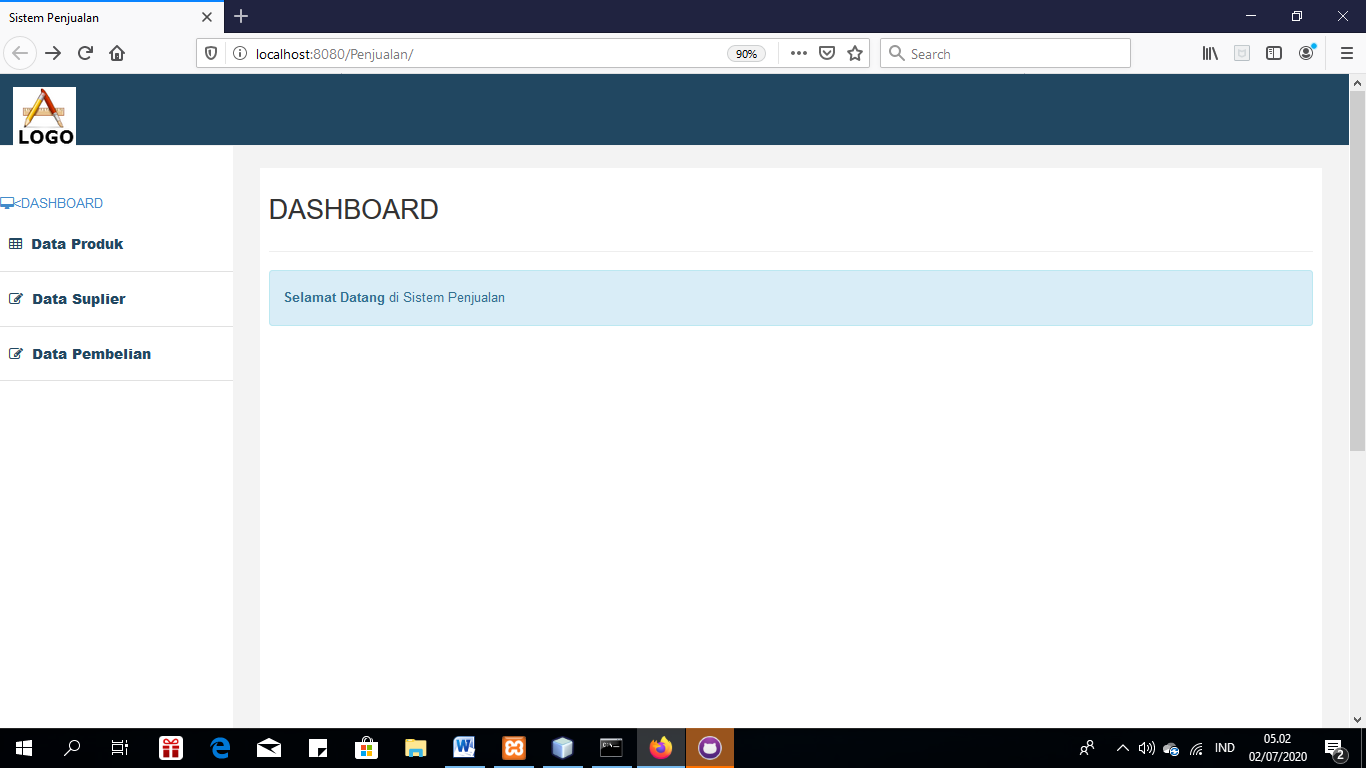 Sistem Penjualan
localhost:8080/Penjualan/
90%
Search
LOGO
<DASHBOARD
Data Produk
Data Suplier
Data Pembelian
DASHBOARD
Selamat Datang di Sistem Penjualan
IND
05.02
02/07/2020
2